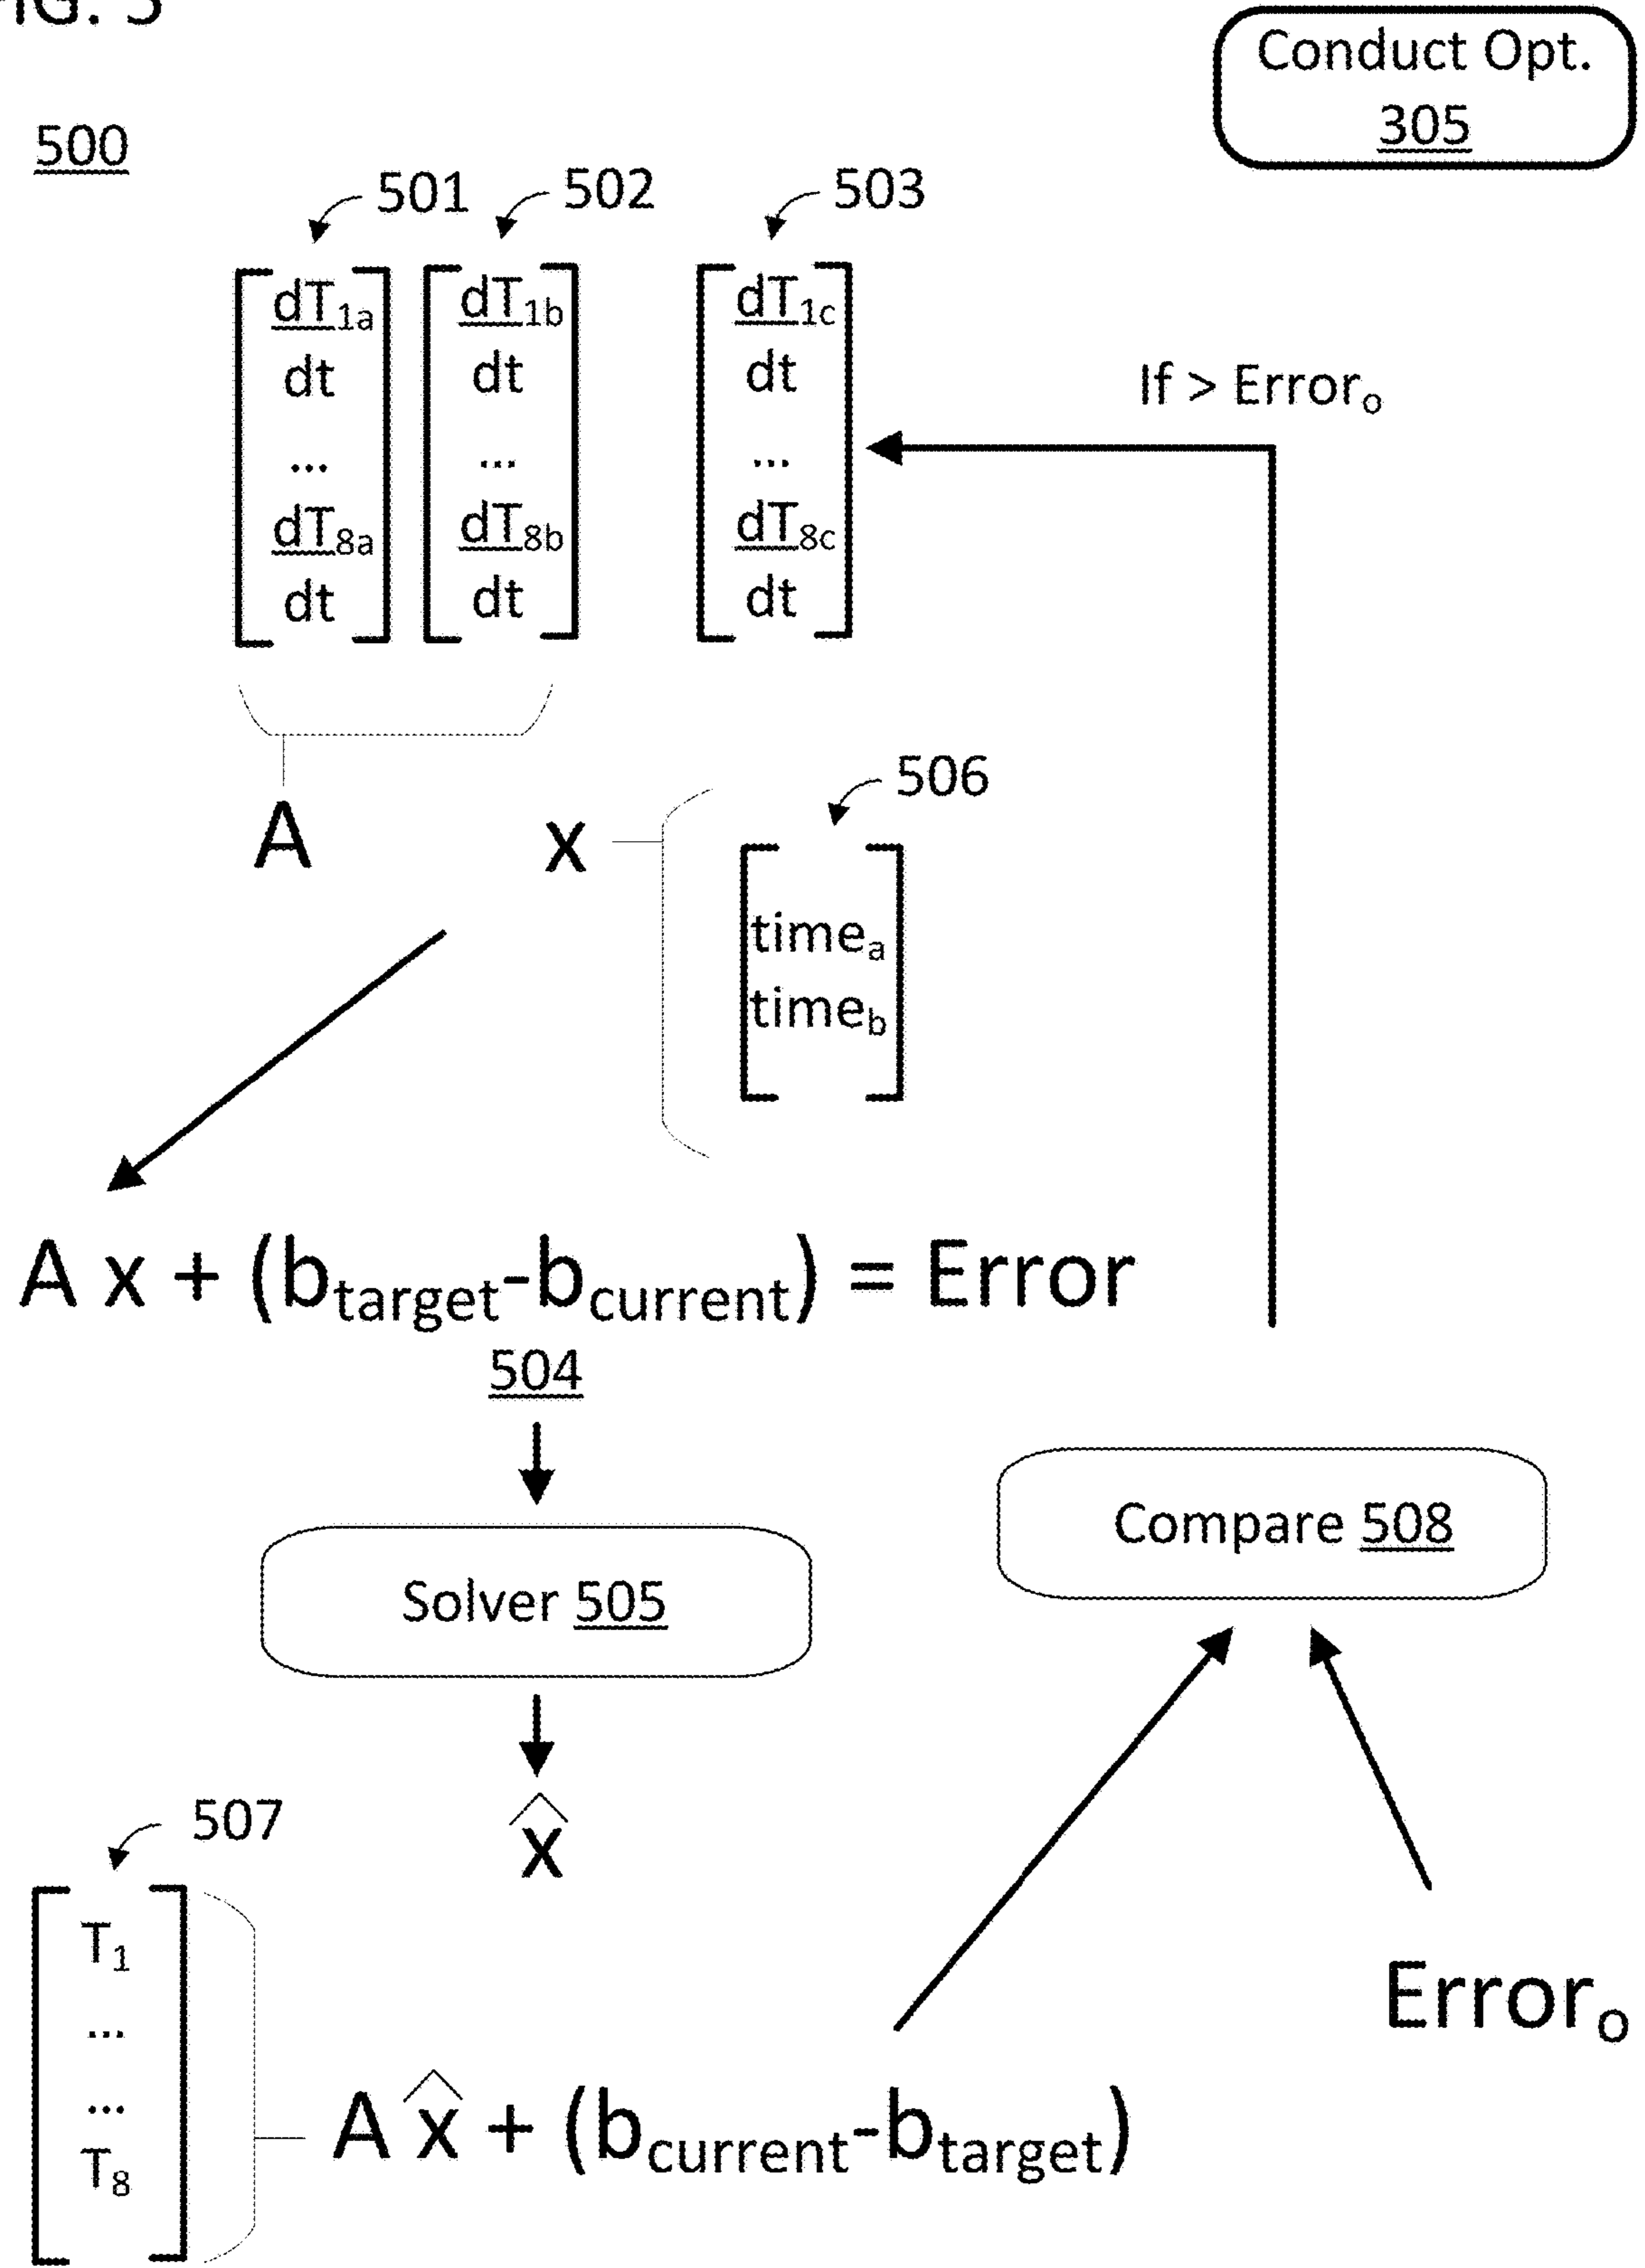 FIG. 5
Conduct Opt.
305
500
501
502
503
dT1a
dt
...
dT8a
dt
dT1b
dt
...
dT8b
dt
dT1c
dt
...
dT8c
dt
If > Erroro
A
x
506
timea
timeb
A x + (btarget-bcurrent) = Error
504
Solver 505
Compare 508
x̂
507
T1
...
...
T8
Erroro
A x̂ + (bcurrent-btarget)